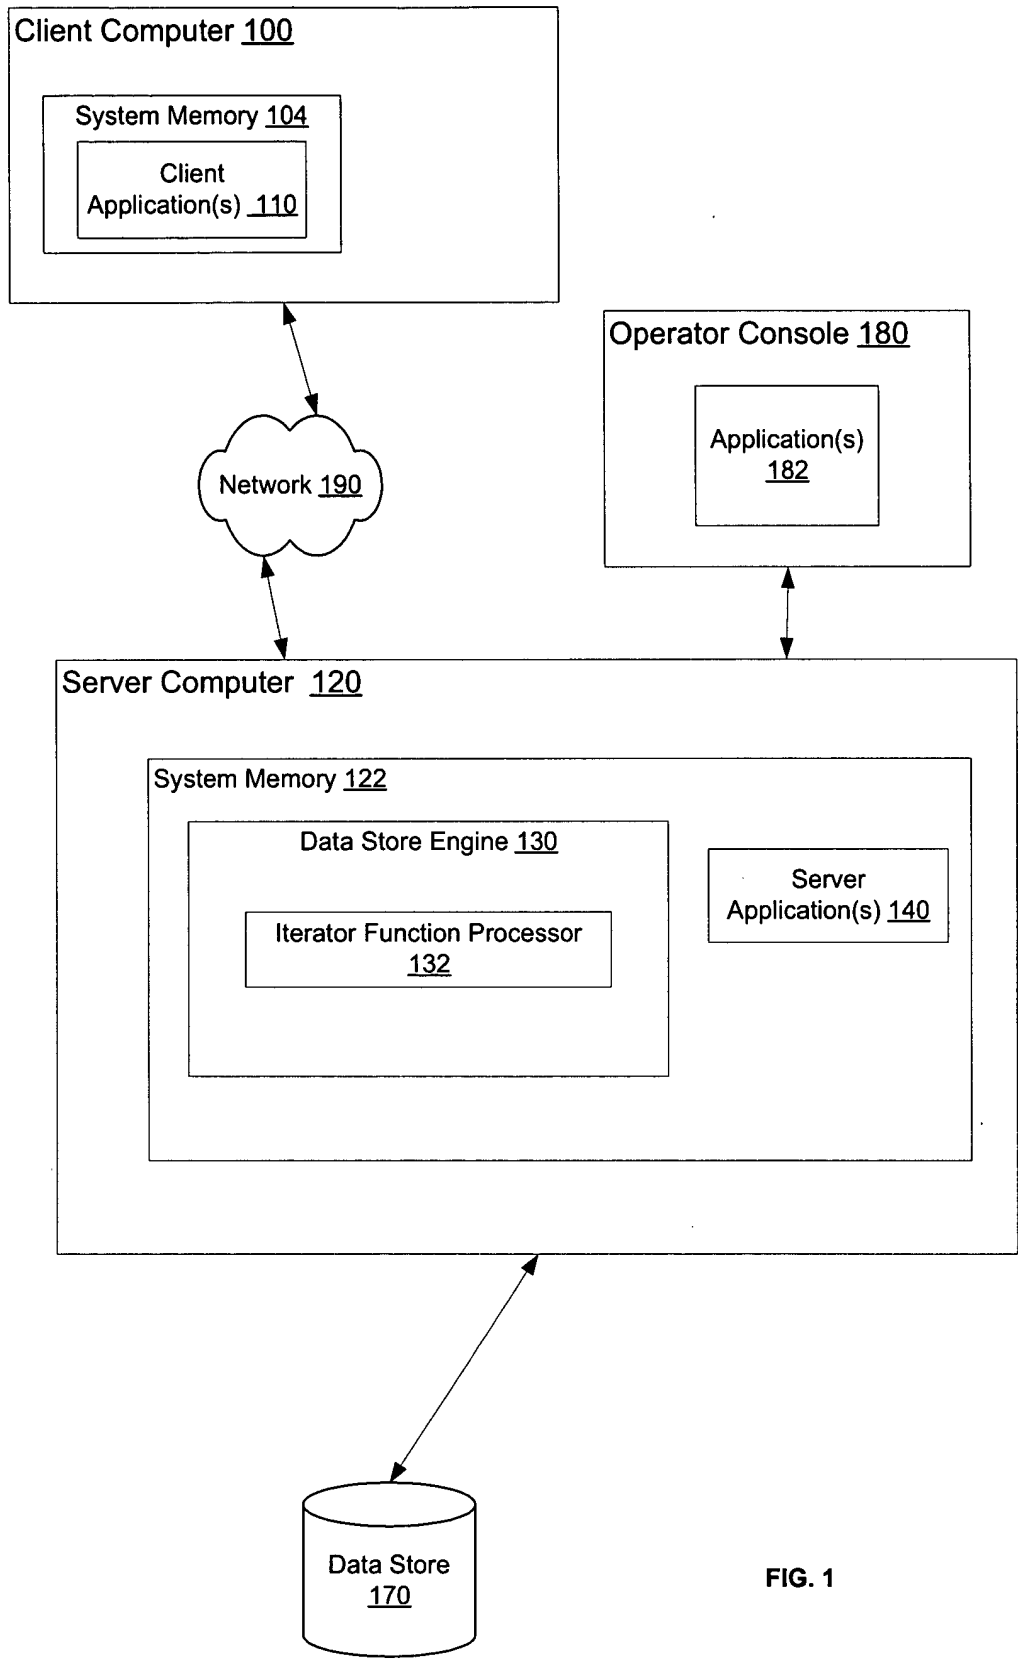 Client Computer 100
System Memory 104
Client
Application(s) 110
Operator Console 180
Application(s)
182
Network 190
Server Computer 120
System Memory 122
Data Store Engine 130
Server
Application(s) 140
Iterator Function Processor
132
Data Store
170
FIG. 1